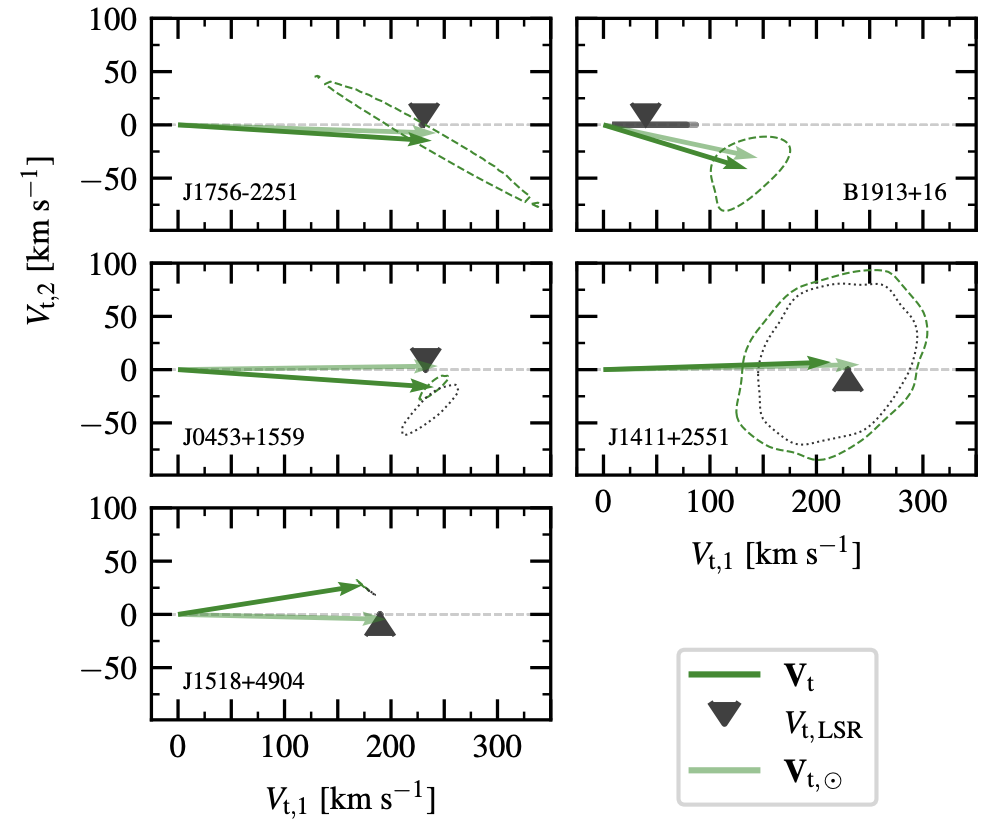 100
50
0
−50
J1756-2251
B1913+16
V_t,2 [km s⁻¹]
100
50
0
−50
J0453+1559
J1411+2551
0 100 200 300
V_t,1 [km s⁻¹]
100
50
0
−50
J1518+4904
0 100 200 300
V_t,1 [km s⁻¹]
V_t
V_t,LSR
V_t,⊙